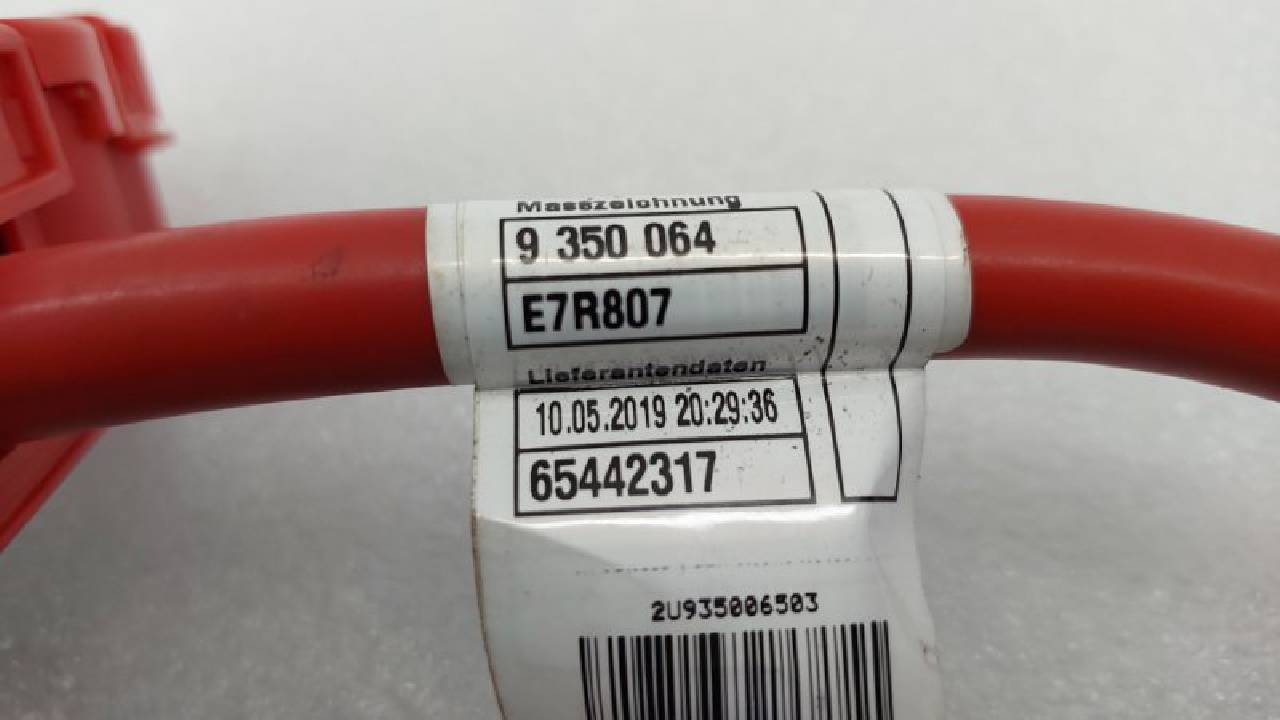 Masszeichnung
9 350 064
E7R807
Lieferantendaten
10.05.2019 20:29:36
65442317
2U935006503